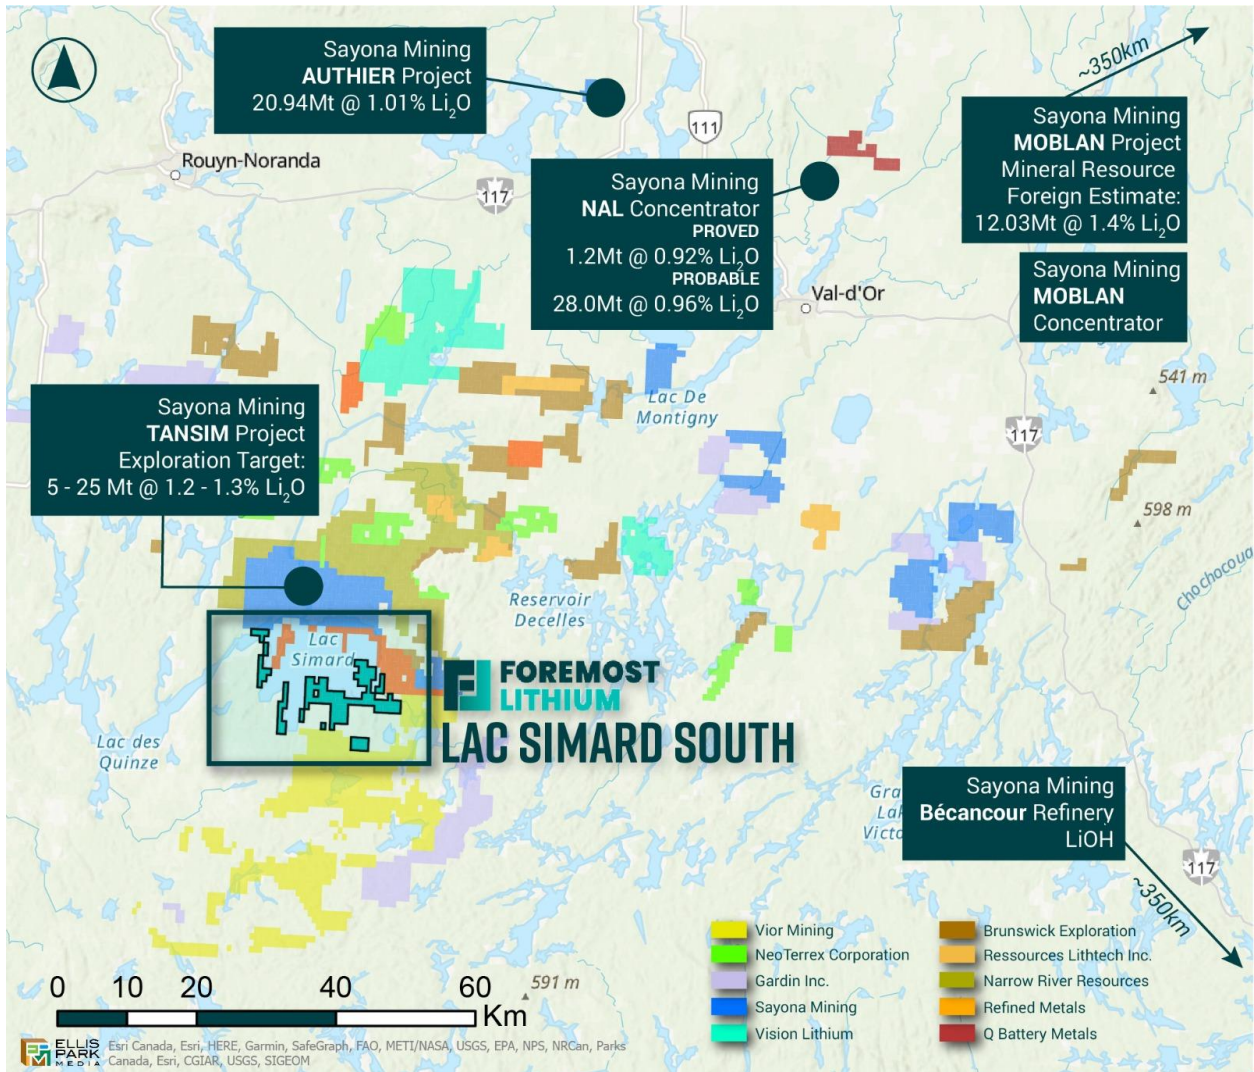 Sayona Mining
AUTHIER Project
20.94Mt @ 1.01% Li₂O
~350km
Sayona Mining
MOBLAN Project
Mineral Resource
Foreign Estimate:
12.03Mt @ 1.4% Li₂O
111
Rouyn-Noranda
117
Sayona Mining
NAL Concentrator
PROVED
1.2Mt @ 0.92% Li₂O
PROBABLE
28.0Mt @ 0.96% Li₂O
Sayona Mining
MOBLAN
Concentrator
Val-d'Or
541 m
Lac De
Montigny
Sayona Mining
TANSIM Project
Exploration Target:
5 - 25 Mt @ 1.2 - 1.3% Li₂O
117
598 m
Chochocoua
Reservoir
Decelles
Lac
Simard
FOREMOST
LITHIUM
LAC SIMARD SOUTH
Lac des
Quinze
Gra
Lak
Victo
Sayona Mining
Bécancour Refinery
LiOH
117
~350km
Vior Mining
NeoTerrex Corporation
Gardin Inc.
Sayona Mining
Vision Lithium
Brunswick Exploration
Ressources Lithtech Inc.
Narrow River Resources
Refined Metals
Q Battery Metals
591 m
0 10 20 40 60
Km
ELLIS
PARK
MEDIA
Esri Canada, Esri, HERE, Garmin, SafeGraph, FAO, METI/NASA, USGS, EPA, NPS, NRCan, Parks
Canada, Esri, CGIAR, USGS, SIGEOM